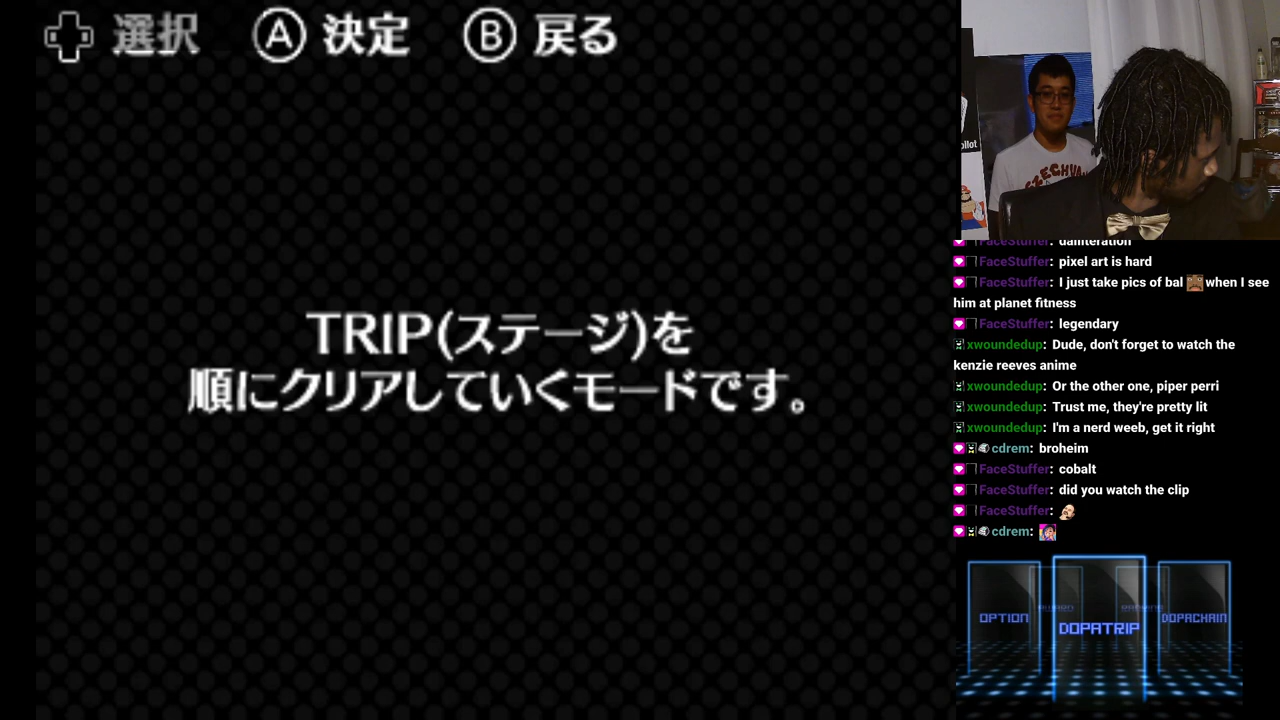 選択 A 決定 B 戻る
TRIP(ステージ)を
順にクリアしていくモードです。
CZECHVAR
FaceStuffer: dalliteration
FaceStuffer: pixel art is hard
FaceStuffer: I just take pics of bal when I see
him at planet fitness
FaceStuffer: legendary
xwoundedup: Dude, don't forget to watch the
kenzie reeves anime
xwoundedup: Or the other one, piper perri
xwoundedup: Trust me, they're pretty lit
xwoundedup: I'm a nerd weeb, get it right
cdrem: broheim
FaceStuffer: cobalt
FaceStuffer: did you watch the clip
FaceStuffer:
cdrem:
OPTION DOPATRIP DOPACHAIN